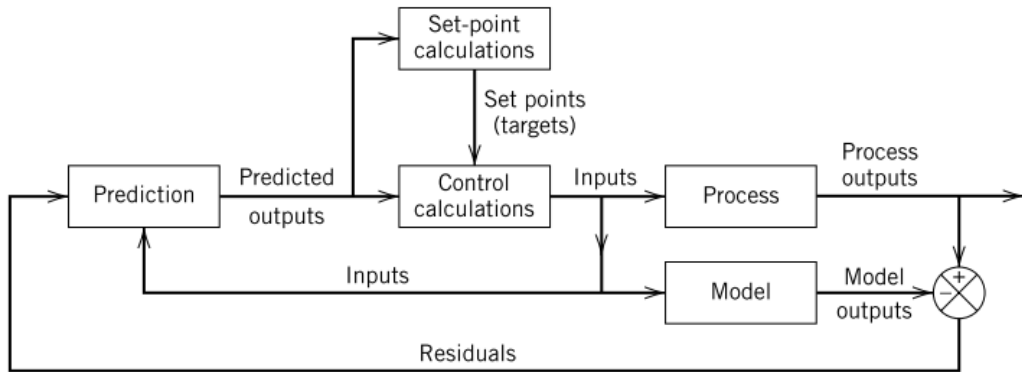 Set-point
calculations
Set points
(targets)
Prediction
Predicted
outputs
Control
calculations
Inputs
Process
Process
outputs
Inputs
Model
Model
outputs
+
−
Residuals